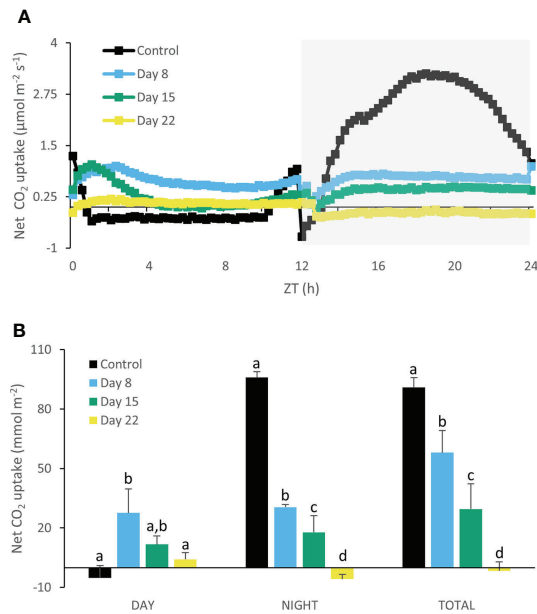 A
Net CO₂ uptake (µmol m⁻² s⁻¹)
4
2.75
1.5
0.25
-1
Control
Day 8
Day 15
Day 22
0 4 8 12 16 20 24
ZT (h)
B
Net CO₂ uptake (mmol m⁻²)
110
80
50
20
-10
Control
Day 8
Day 15
Day 22
a b a,b a
a b c d
a b c d
DAY NIGHT TOTAL